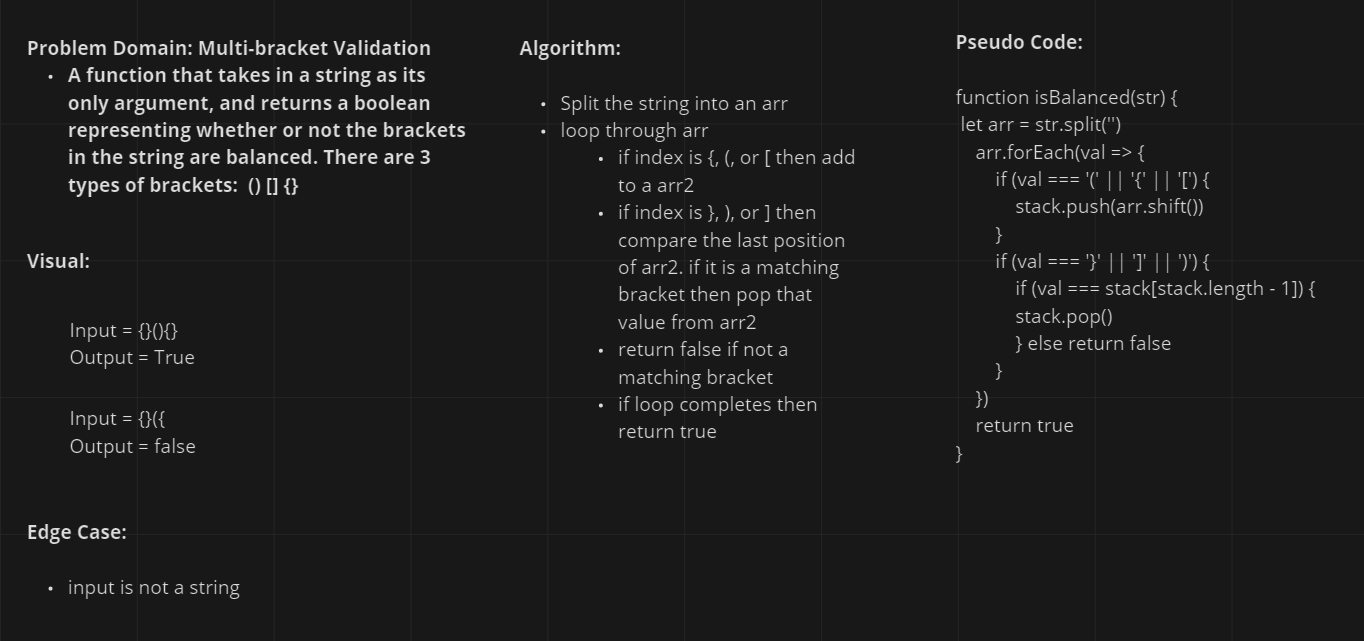 Problem Domain: Multi-bracket Validation
• A function that takes in a string as its
only argument, and returns a boolean
representing whether or not the brackets
in the string are balanced. There are 3
types of brackets:  () [] {}
Visual:
Input = {}(){}
Output = True
Input = {}({
Output = false
Edge Case:
• input is not a string
Algorithm:
• Split the string into an arr
• loop through arr
• if index is {, (, or [ then add
to a arr2
• if index is }, ), or ] then
compare the last position
of arr2. if it is a matching
bracket then pop that
value from arr2
• return false if not a
matching bracket
• if loop completes then
return true
Pseudo Code:
function isBalanced(str) {
let arr = str.split('')
arr.forEach(val => {
if (val === '(' || '{' || '[') {
stack.push(arr.shift())
}
if (val === '}' || ']' || ')') {
if (val === stack[stack.length - 1]) {
stack.pop()
} else return false
}
})
return true
}